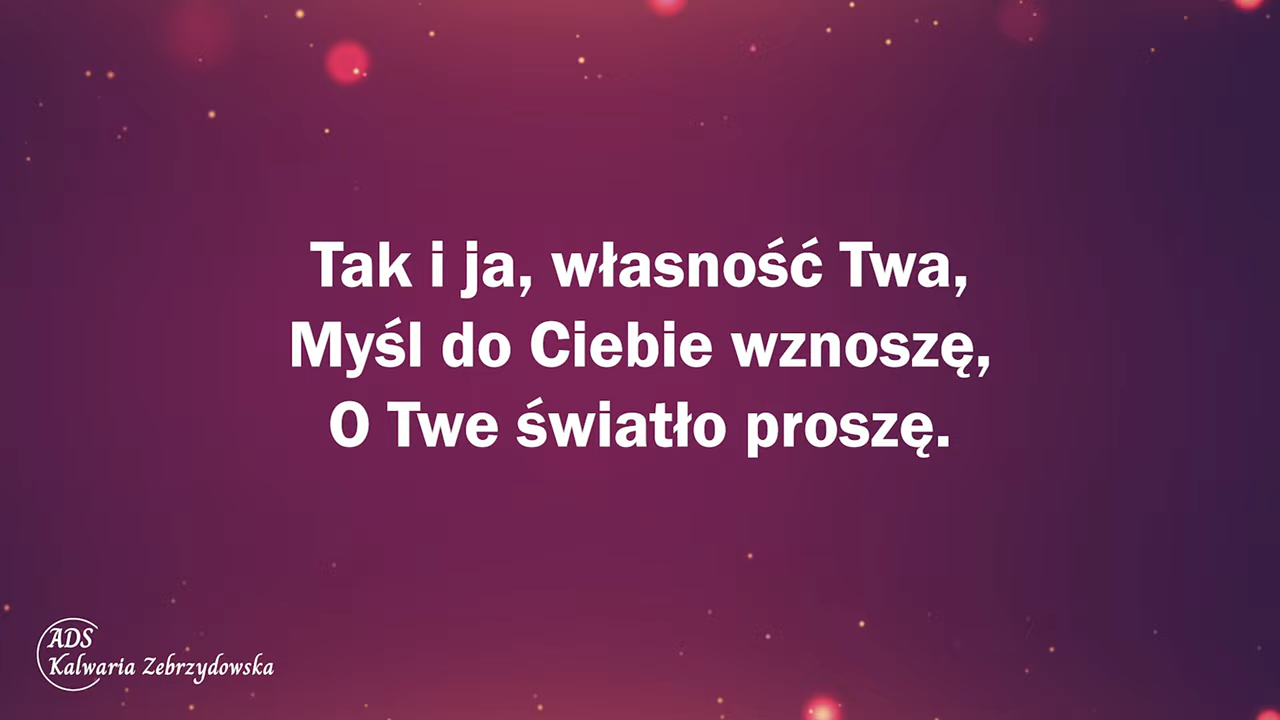 Tak i ja, własność Twa,
Myśl do Ciebie wznoszę,
O Twe światło proszę.
ADS
Kalwaria Zebrzydowska